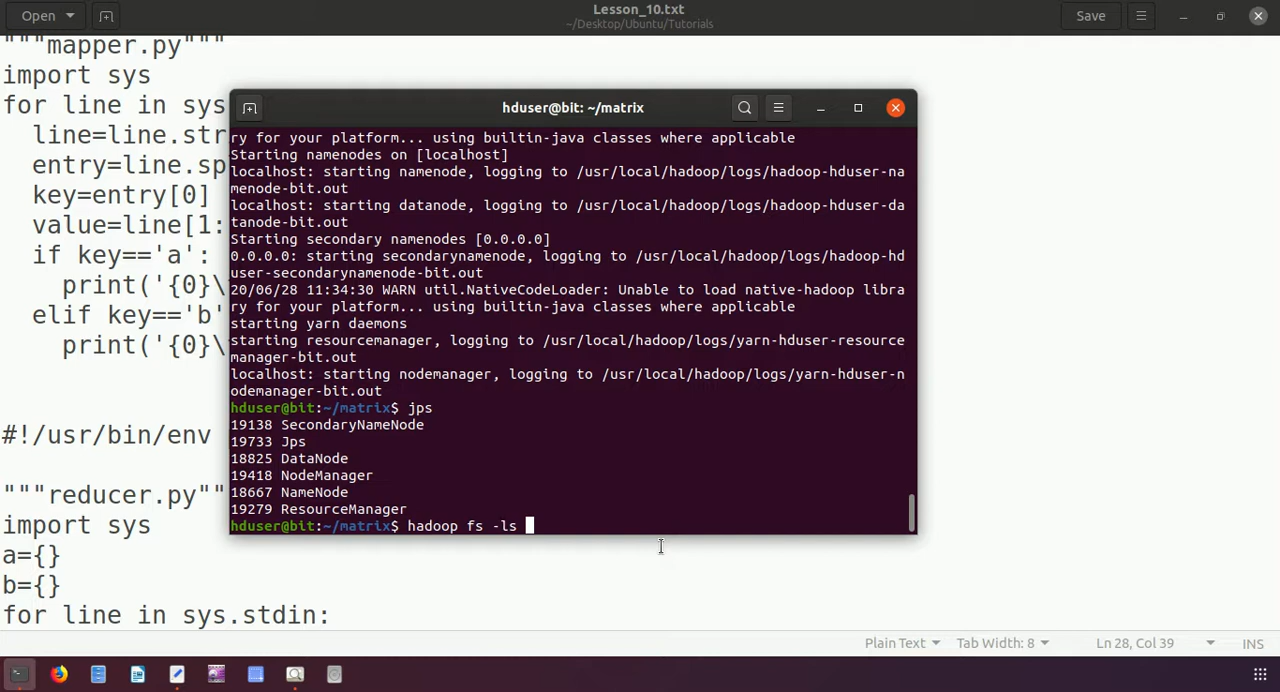 Open
Lesson_10.txt
~/Desktop/Ubuntu/Tutorials
Save
"""mapper.py"""
import sys
for line in sys
line=line.str
entry=line.sp
key=entry[0]
value=line[1:
if key=='a':
print('{0}\
elif key=='b'
print('{0}\
#!/usr/bin/env
"""reducer.py""
import sys
a={}
b={}
for line in sys.stdin:
hduser@bit: ~/matrix
ry for your platform... using builtin-java classes where applicable
Starting namenodes on [localhost]
localhost: starting namenode, logging to /usr/local/hadoop/logs/hadoop-hduser-na
menode-bit.out
localhost: starting datanode, logging to /usr/local/hadoop/logs/hadoop-hduser-da
tanode-bit.out
Starting secondary namenodes [0.0.0.0]
0.0.0.0: starting secondarynamenode, logging to /usr/local/hadoop/logs/hadoop-hd
user-secondarynamenode-bit.out
20/06/28 11:34:30 WARN util.NativeCodeLoader: Unable to load native-hadoop libra
ry for your platform... using builtin-java classes where applicable
starting yarn daemons
starting resourcemanager, logging to /usr/local/hadoop/logs/yarn-hduser-resource
manager-bit.out
localhost: starting nodemanager, logging to /usr/local/hadoop/logs/yarn-hduser-n
odemanager-bit.out
hduser@bit:~/matrix$ jps
19138 SecondaryNameNode
19733 Jps
18825 DataNode
19418 NodeManager
18667 NameNode
19279 ResourceManager
hduser@bit:~/matrix$ hadoop fs -ls
Plain Text
Tab Width: 8
Ln 28, Col 39
INS